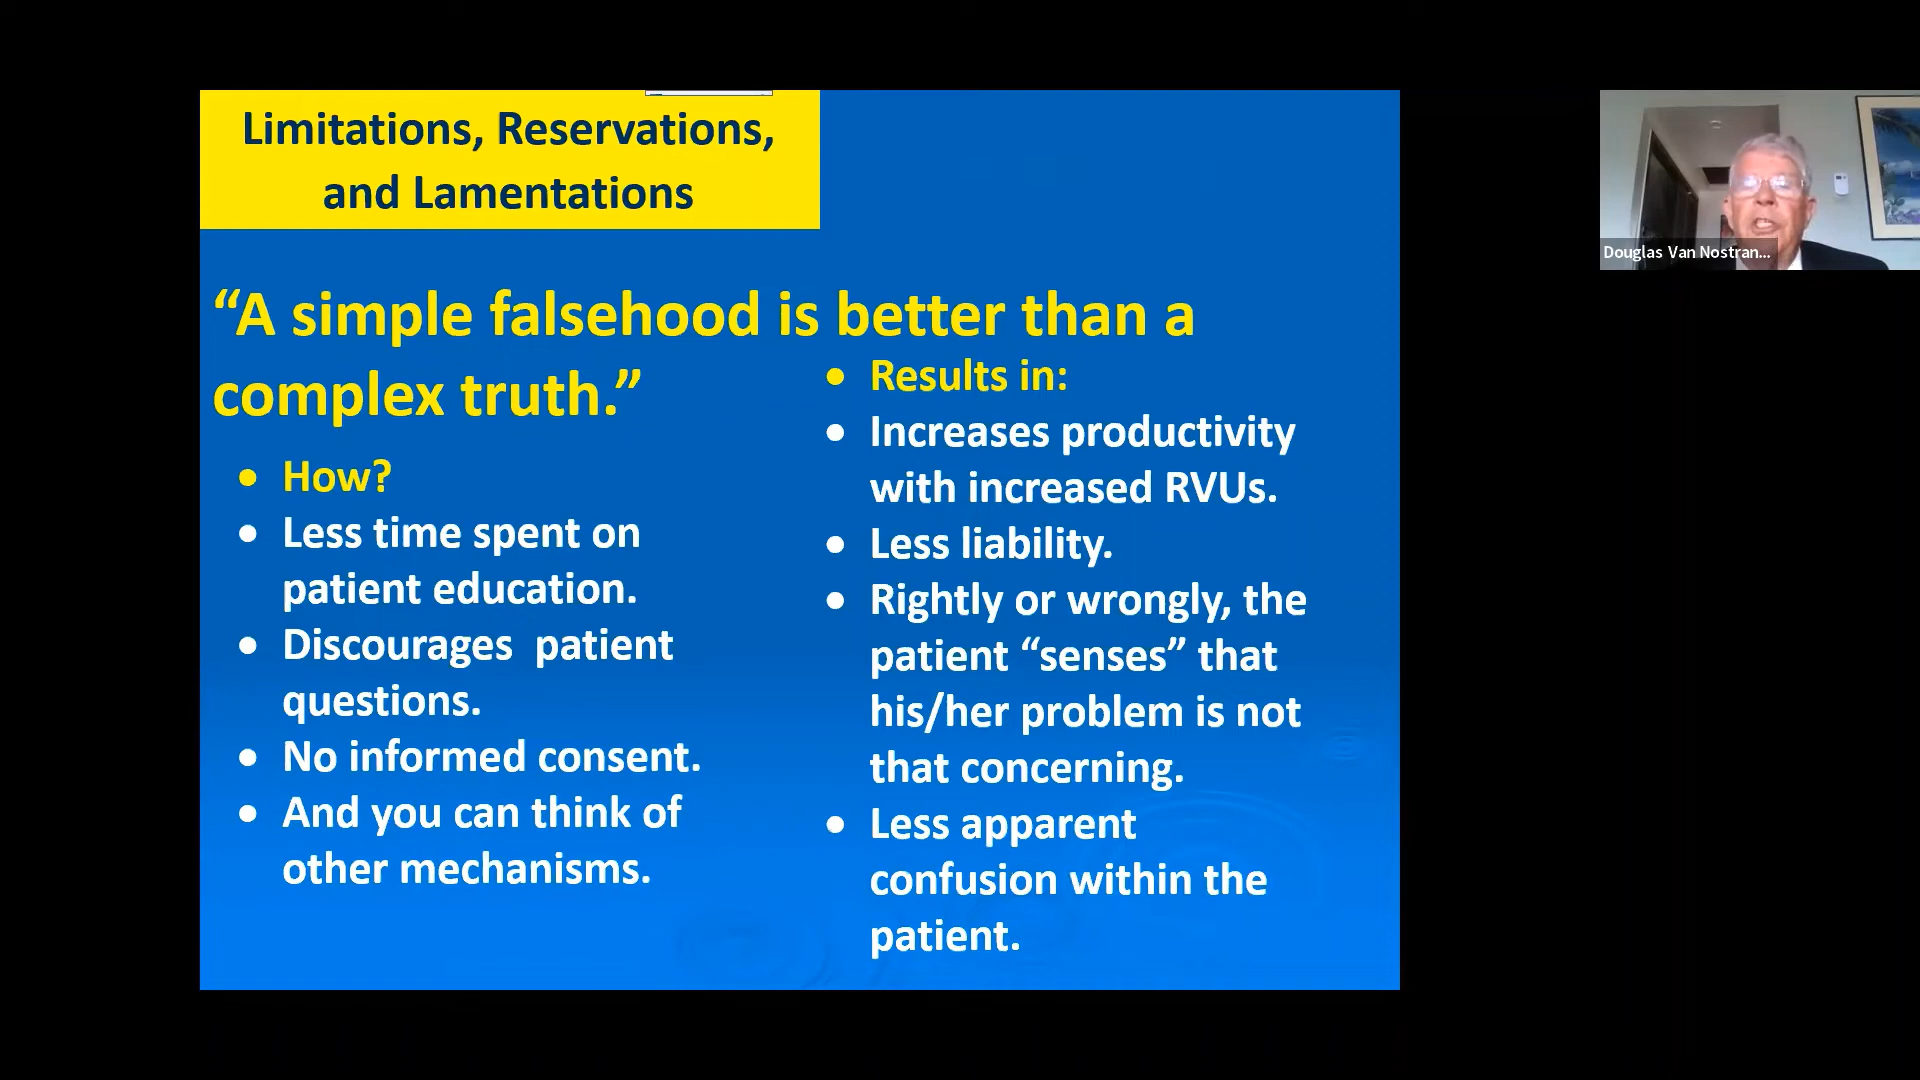 Limitations, Reservations,
and Lamentations
“A simple falsehood is better than a
complex truth.”
• How?
• Less time spent on
patient education.
• Discourages  patient
questions.
• No informed consent.
• And you can think of
other mechanisms.
• Results in:
• Increases productivity
with increased RVUs.
• Less liability.
• Rightly or wrongly, the
patient “senses” that
his/her problem is not
that concerning.
• Less apparent
confusion within the
patient.
Douglas Van Nostran...